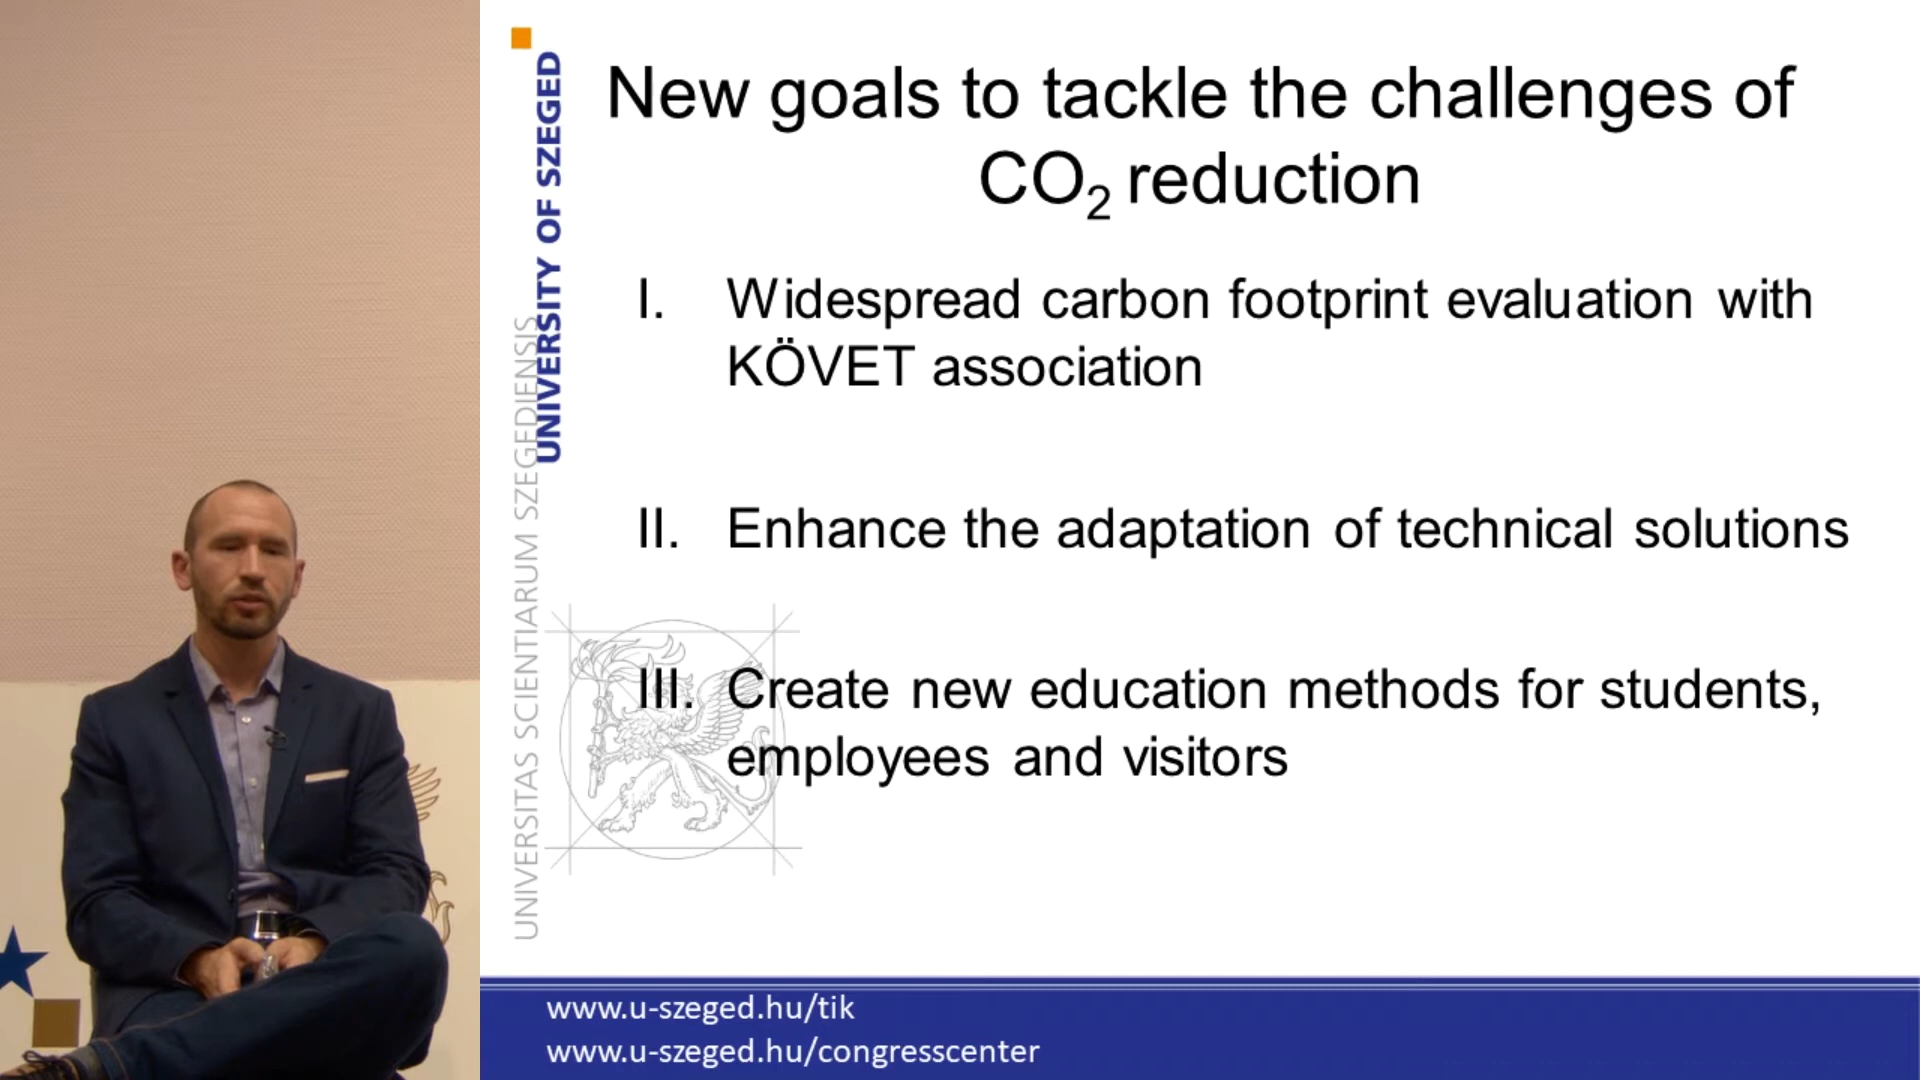 UNIVERSITY OF SZEGED
UNIVERSITAS SCIENTIARUM SZEGEDIENSIS
New goals to tackle the challenges of
CO₂ reduction
I. Widespread carbon footprint evaluation with
KÖVET association
II. Enhance the adaptation of technical solutions
III. Create new education methods for students,
employees and visitors
www.u-szeged.hu/tik
www.u-szeged.hu/congresscenter